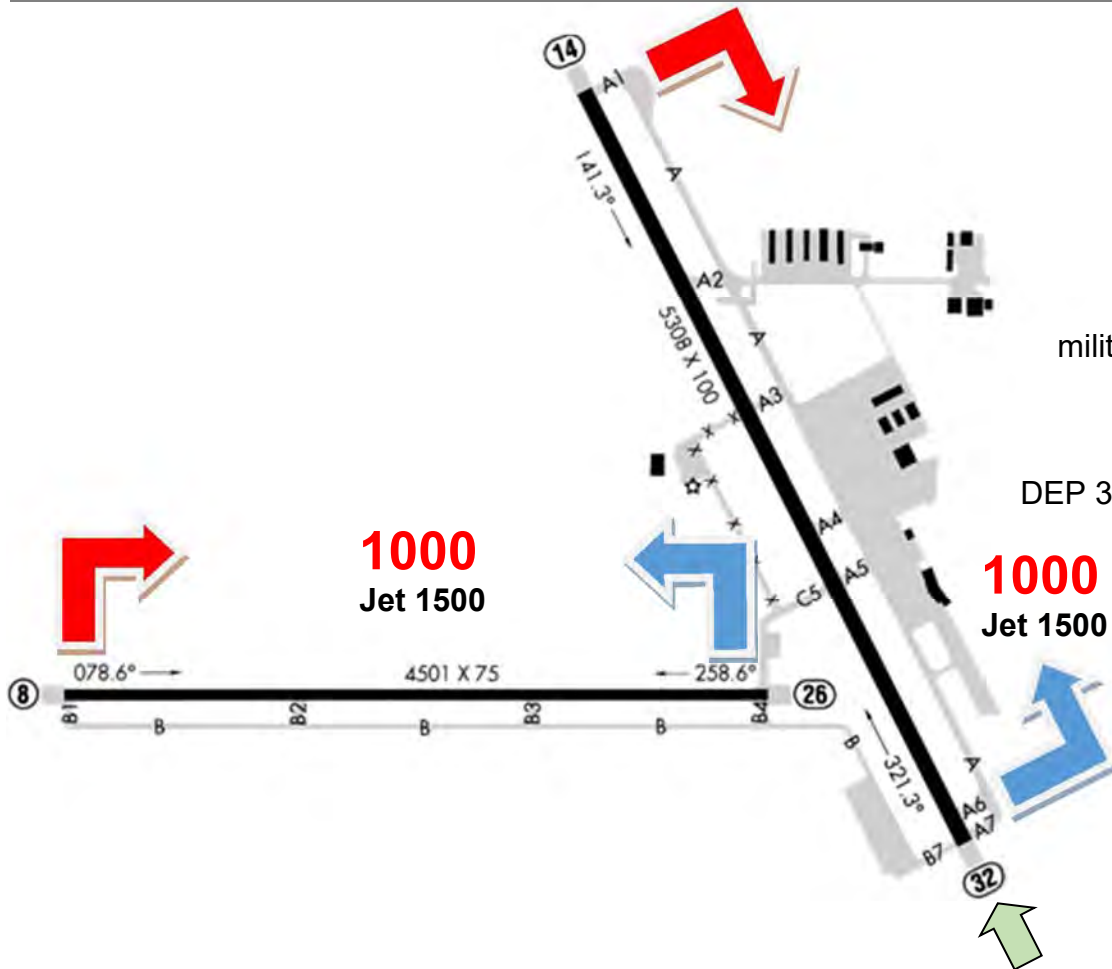 14
A1
141.3°
A
A2
5308 X 100
A
milit
A3
DEP 3
A4
1000
Jet 1500
A5
C5
1000
Jet 1500
078.6°
4501 X 75
258.6°
8
26
B1
B2
B3
B4
B
B
B
B
321.3°
A
A6
A7
B7
32